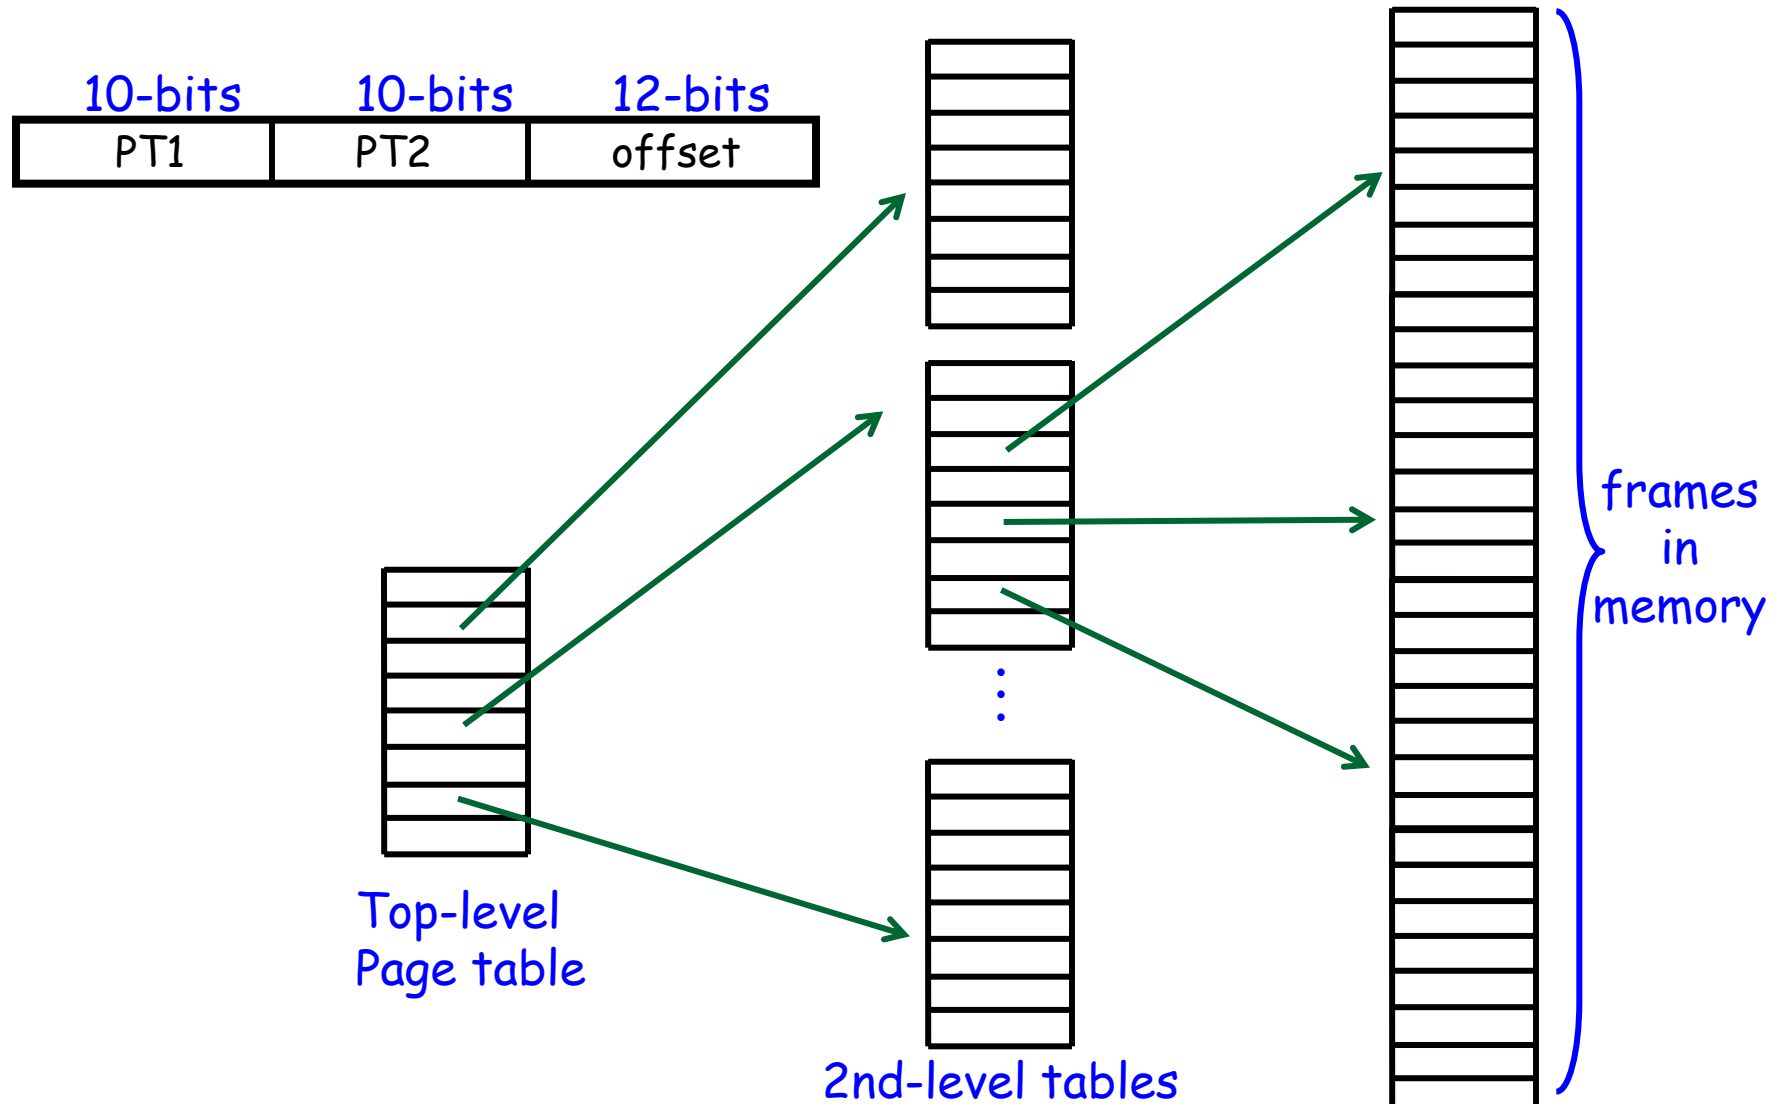 10-bits 10-bits 12-bits
PT1 PT2 offset
frames
in
memory
Top-level
Page table
2nd-level tables